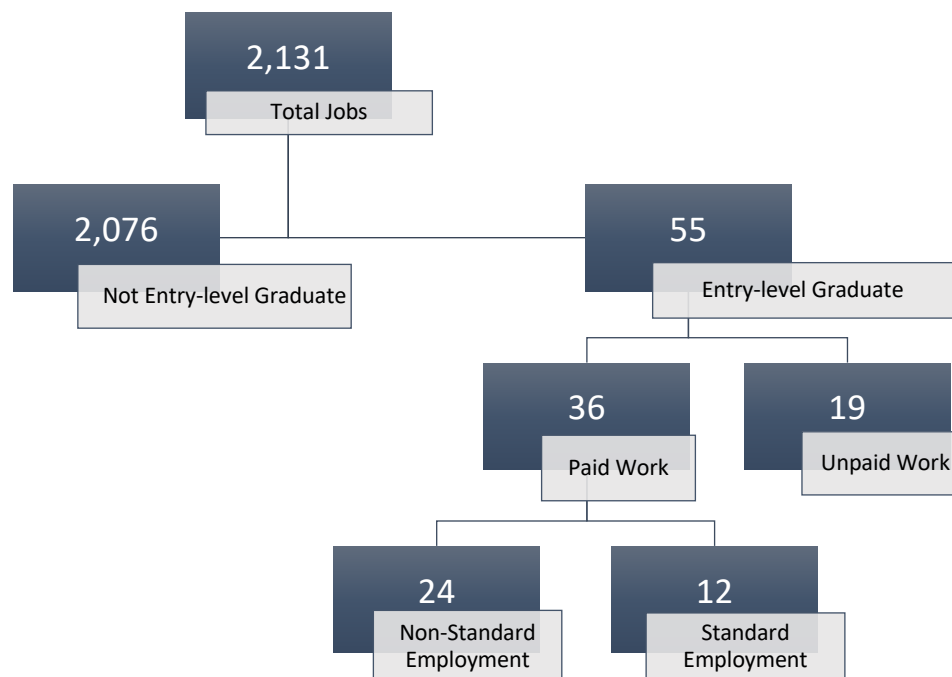 2,131
Total Jobs
2,076
Not Entry-level Graduate
55
Entry-level Graduate
36
Paid Work
19
Unpaid Work
24
Non-Standard
Employment
12
Standard
Employment